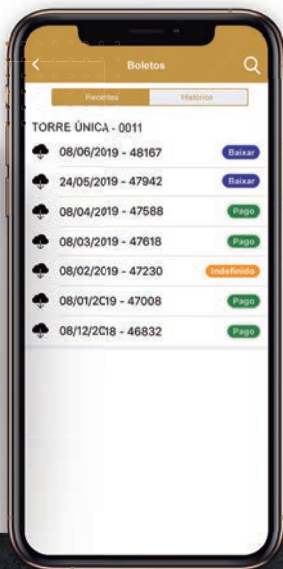 Boletos
Recentes Histórico
TORRE ÚNICA - 0011
08/06/2019 - 48167 Baixar
24/05/2019 - 47942 Baixar
08/04/2019 - 47588 Pago
08/03/2019 - 47618 Pago
08/02/2019 - 47230 Indefinido
08/01/2019 - 47008 Pago
08/12/2018 - 46832 Pago